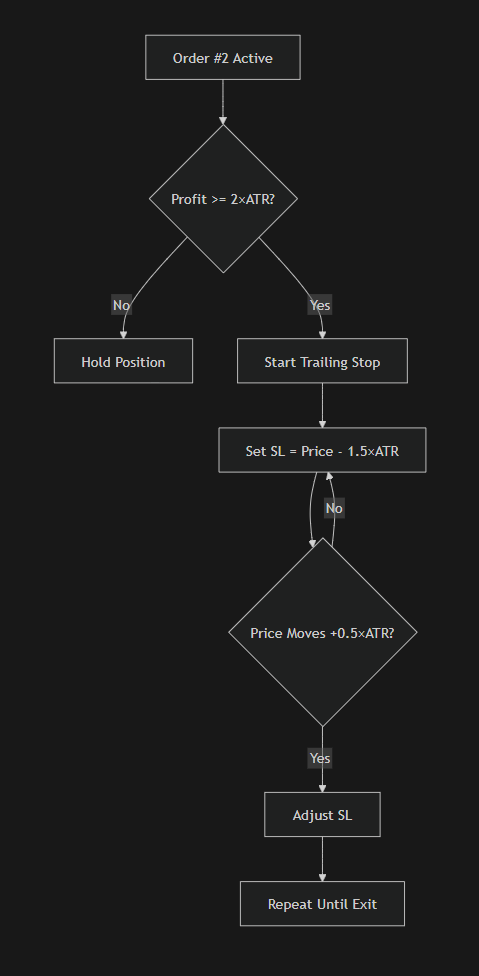 Order #2 Active
Profit >= 2×ATR?
No
Yes
Hold Position
Start Trailing Stop
Set SL = Price - 1.5×ATR
No
Price Moves +0.5×ATR?
Yes
Adjust SL
Repeat Until Exit